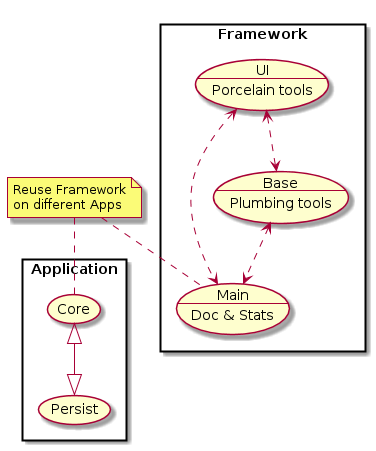 Framework
UI
Porcelain tools
Base
Plumbing tools
Reuse Framework
on different Apps
Application
Main
Doc & Stats
Core
Persist